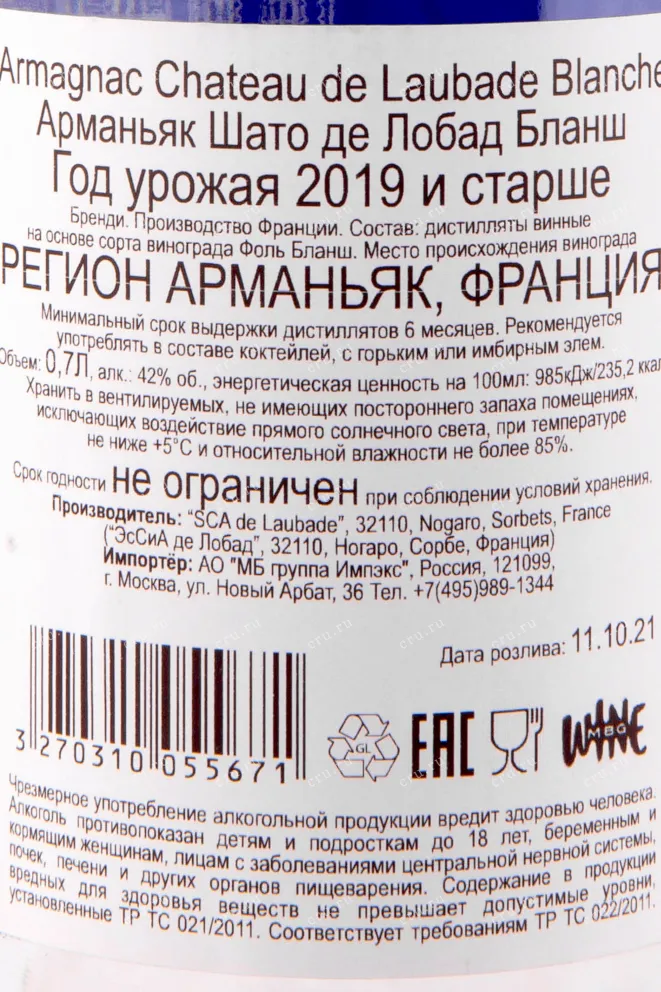 Armagnac Chateau de Laubade Blanche
Арманьяк Шато де Лобад Бланш
Год урожая 2019 и старше
Бренди. Производство Франции. Состав: дистилляты винные
на основе сорта винограда Фоль Бланш. Место происхождения винограда
РЕГИОН АРМАНЬЯК, ФРАНЦИЯ
Минимальный срок выдержки дистиллятов 6 месяцев. Рекомендуется
употреблять в составе коктейлей, с горьким или имбирным элем.
Объем: 0,7Л, алк.: 42% об., энергетическая ценность на 100мл: 985кДж/235,2 ккал
Хранить в вентилируемых, не имеющих постороннего запаха помещениях,
исключающих воздействие прямого солнечного света, при температуре
не ниже +5°С и относительной влажности не более 85%.
Срок годности не ограничен при соблюдении условий хранения.
Производитель: "SCA de Laubade", 32110, Nogaro, Sorbets, France
("ЭсСиА де Лобад", 32110, Ногаро, Сорбе, Франция)
Импортёр: АО "МБ группа Импэкс", Россия, 121099,
г. Москва, ул. Новый Арбат, 36 Тел. +7(495)989-1344
Дата розлива: 11.10.21
3 270310 055671
GL
EAC
WINE
MBG
Чрезмерное употребление алкогольной продукции вредит здоровью человека.
Алкоголь противопоказан детям и подросткам до 18 лет, беременным и
кормящим женщинам, лицам с заболеваниями центральной нервной системы,
почек, печени и других органов пищеварения. Содержание в продукции
вредных для здоровья веществ не превышает допустимые уровни,
установленные ТР ТС 021/2011. Соответствует требованиям ТР ТС 022/2011.
cru.ru